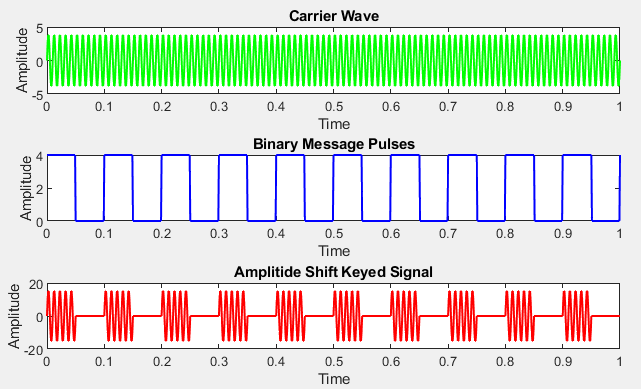 Carrier Wave
5
0
-5
Amplitude
0 0.1 0.2 0.3 0.4 0.5 0.6 0.7 0.8 0.9 1
Time
Binary Message Pulses
4
2
0
Amplitude
0 0.1 0.2 0.3 0.4 0.5 0.6 0.7 0.8 0.9 1
Time
Amplitide Shift Keyed Signal
20
0
-20
Amplitude
0 0.1 0.2 0.3 0.4 0.5 0.6 0.7 0.8 0.9 1
Time